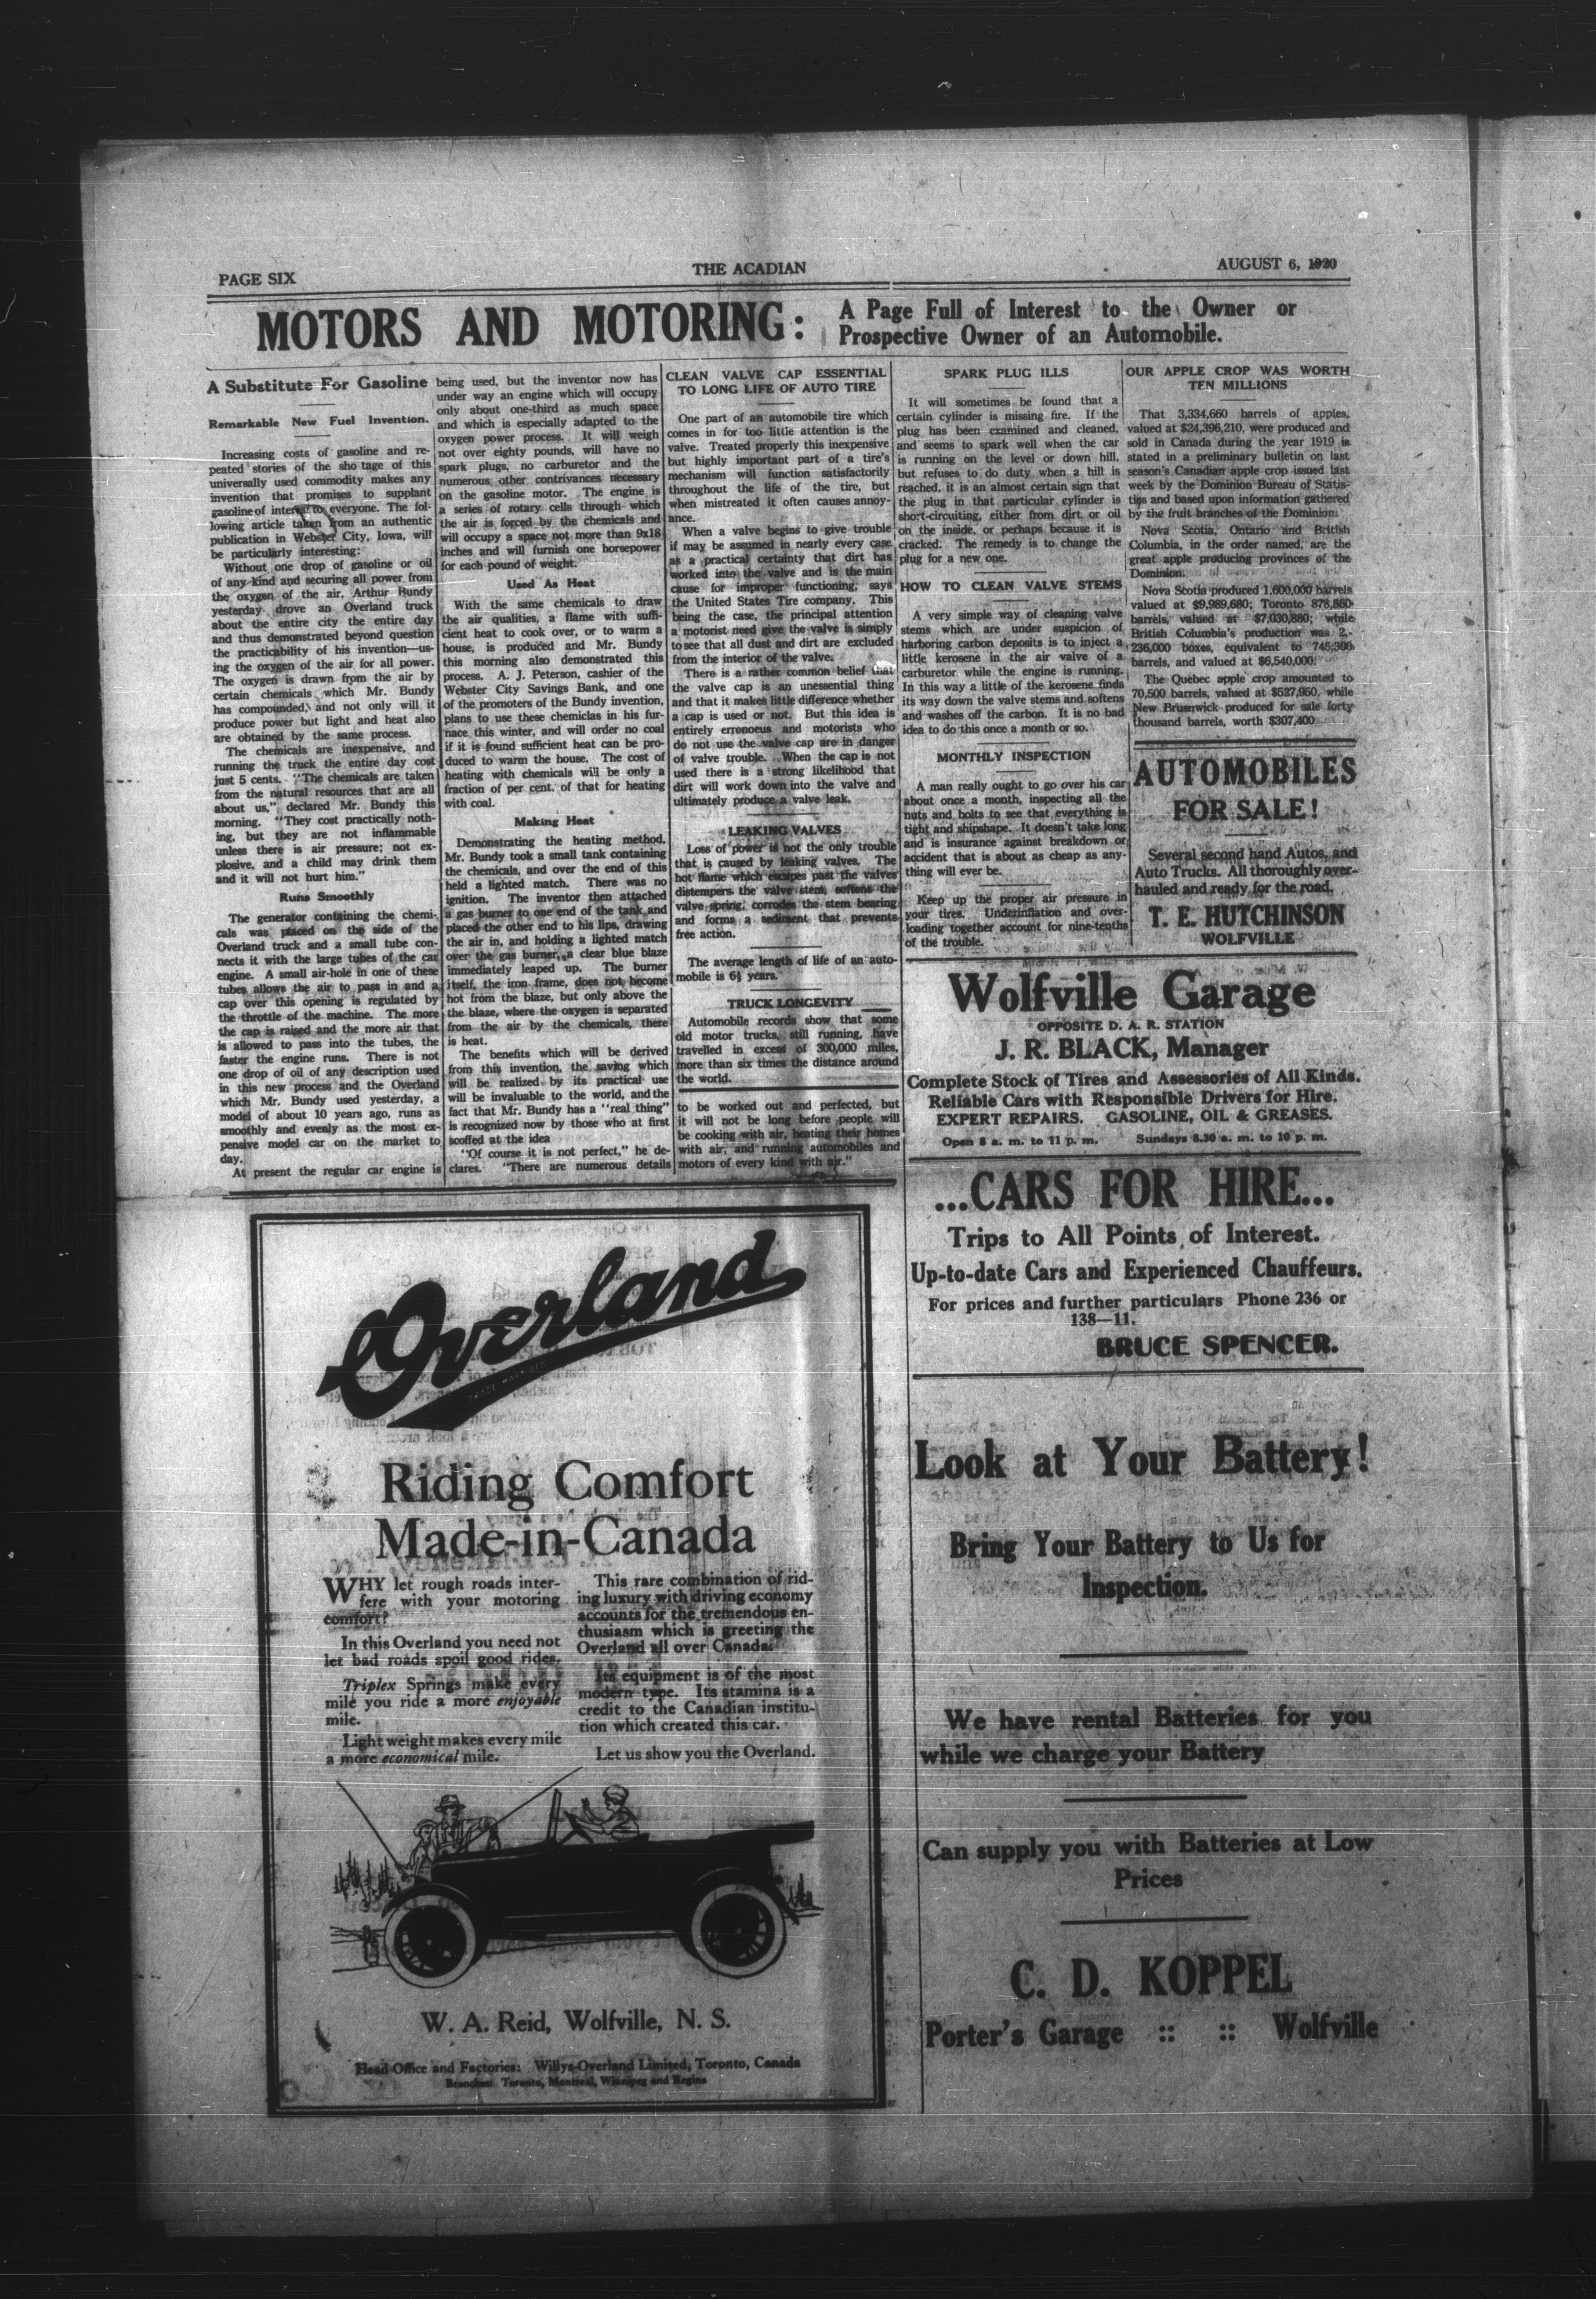 PAGE SIX
THE ACADIAN
AUGUST 6, 1920
MOTORS AND MOTORING:
A Page Full of Interest to the Owner or
Prospective Owner of an Automobile.
A Substitute For Gasoline
Remarkable New Fuel Invention.
Increasing costs of gasoline and re-
peated stories of the sho tage of this
universally used commodity makes any
invention that promises to supplant
gasoline of interest to everyone. The fol-
lowing article taken from an authentic
publication in Webster City, Iowa, will
be particularly interesting:
Without one drop of gasoline or oil
of any kind and securing all power from
the oxygen of the air, Arthur Bundy
yesterday drove an Overland truck
about the entire city the entire day
and thus demonstrated beyond question
the practicability of his invention—us-
ing the oxygen of the air for all power.
The oxygen is drawn from the air by
certain chemicals which Mr. Bundy
has compounded, and not only will it
produce power but light and heat also
are obtained by the same process.
The chemicals are inexpensive, and
running the truck the entire day cost
just 5 cents. "The chemicals are taken
from the natural resources that are all
about us," declared Mr. Bundy this
morning. "They cost practically noth-
ing, but they are not inflammable
unless there is air pressure; not ex-
plosive, and a child may drink them
and it will not hurt him."
Runs Smoothly
The generator containing the chemi-
cals was placed on the side of the
Overland truck and a small tube con-
nects it with the large tubes of the car
engine. A small air-hole in one of these
tubes allows the air to pass in and a
cap over this opening is regulated by
the throttle of the machine. The more
the cap is raised and the more air that
is allowed to pass into the tubes, the
faster the engine runs. There is not
one drop of oil of any description used
in this new process and the Overland
which Mr. Bundy used yesterday, a
model of about 10 years ago, runs as
smoothly and evenly as the most ex-
pensive model car on the market to
day.
At present the regular car engine is
being used, but the inventor now has
under way an engine which will occupy
only about one-third as much space
and which is especially adapted to the
oxygen power process. It will weigh
not over eighty pounds, will have no
spark plugs, no carburetor and the
numerous other contrivances necessary
on the gasoline motor. The engine is
a series of rotary cells through which
the air is forced by the chemicals and
will occupy a space not more than 9x18
inches and will furnish one horsepower
for each pound of weight.
Used As Heat
With the same chemicals to draw
the air qualities, a flame with suffi-
cient heat to cook over, or to warm a
house, is produced and Mr. Bundy
this morning also demonstrated this
process. A. J. Peterson, cashier of the
Webster City Savings Bank, and one
of the promoters of the Bundy invention,
plans to use these chemiclas in his fur-
nace this winter, and will order no coal
if it is found sufficient heat can be pro-
duced to warm the house. The cost of
heating with chemicals will be only a
fraction of per cent. of that for heating
with coal.
Making Heat
Demonstrating the heating method,
Mr. Bundy took a small tank containing
the chemicals, and over the end of this
held a lighted match. There was no
ignition. The inventor then attached
a gas burner to one end of the tank and
placed the other end to his lips, drawing
the air in, and holding a lighted match
over the gas burner, a clear blue blaze
immediately leaped up. The burner
itself, the iron frame, does not become
hot from the blaze, but only above the
the blaze, where the oxygen is separated
from the air by the chemicals, there
is heat.
The benefits which will be derived
from this invention, the saving which
will be realized by its practical use
will be invaluable to the world, and the
fact that Mr. Bundy has a "real thing"
is recognized now by those who at first
scoffed at the idea
"Of course it is not perfect," he de-
clares. "There are numerous details
CLEAN VALVE CAP ESSENTIAL
TO LONG LIFE OF AUTO TIRE
One part of an automobile tire which
comes in for too little attention is the
valve. Treated properly this inexpensive
but highly important part of a tire's
mechanism will function satisfactorily
throughout the life of the tire, but
when mistreated it often causes annoy-
ance.
When a valve begins to give trouble
if may be assumed in nearly every case
as a practical certainty that dirt has
worked into the valve and is the main
cause for improper functioning, says
the United States Tire company. This
being the case, the principal attention
a motorist need give the valve is simply
to see that all dust and dirt are excluded
from the interior of the valve.
There is a rather common belief that
the valve cap is an unessential thing
and that it makes little difference whether
a cap is used or not. But this idea is
entirely erroneous and motorists who
do not use the valve cap are in danger
of valve trouble. When the cap is not
used there is a strong likelihood that
dirt will work down into the valve and
ultimately produce a valve leak.
LEAKING VALVES
Loss of power is not the only trouble
that is caused by leaking valves. The
hot flame which escapes past the valves
distempers the valve stem, softens the
valve spring, corrodes the stem bearing
and forms a sediment that prevents
free action.
The average length of life of an auto-
mobile is 6½ years.
TRUCK LONGEVITY
Automobile records show that some
old motor trucks, still running, have
travelled in excess of 300,000 miles,
more than six times the distance around
the world.
to be worked out and perfected, but
it will not be long before people will
be cooking with air, heating their homes
with air, and running automobiles and
motors of every kind with air."
SPARK PLUG ILLS
It will sometimes be found that a
certain cylinder is missing fire. If the
plug has been examined and cleaned,
and seems to spark well when the car
is running on the level or down hill,
but refuses to do duty when a hill is
reached, it is an almost certain sign that
the plug in that particular cylinder is
short-circuiting, either from dirt or oil
on the inside, or perhaps because it is
cracked. The remedy is to change the
plug for a new one.
HOW TO CLEAN VALVE STEMS
A very simple way of cleaning valve
stems which are under suspicion of
harboring carbon deposits is to inject a
little kerosene in the air valve of a
carburetor while the engine is running.
In this way a little of the kerosene finds
its way down the valve stems and softens
and washes off the carbon. It is no bad
idea to do this once a month or so.
MONTHLY INSPECTION
A man really ought to go over his car
about once a month, inspecting all the
nuts and bolts to see that everything is
tight and shipshape. It doesn't take long
and is insurance against breakdown or
accident that is about as cheap as any-
thing will ever be.
Keep up the proper air pressure in
your tires. Underinflation and over-
loading together account for nine-tenths
of the trouble.
OUR APPLE CROP WAS WORTH
TEN MILLIONS
That 3,334,660 barrels of apples,
valued at $24,396,210, were produced and
sold in Canada during the year 1919 is
stated in a preliminary bulletin on last
season's Canadian apple crop issued last
week by the Dominion Bureau of Statis-
tics and based upon information gathered
by the fruit branches of the Dominion.
Nova Scotia, Ontario and British
Columbia, in the order named, are the
great apple producing provinces of the
Dominion.
Nova Scotia produced 1,600,000 barrels
valued at $9,989,680; Toronto 878,860
barrels, valued at $7,030,880; while
British Columbia's production was 2,-
236,000 boxes, equivalent to 745,300
barrels, and valued at $6,540,000.
The Quebec apple crop amounted to
70,500 barrels, valued at $527,950, while
New Brusnwick produced for sale forty
thousand barrels, worth $307,400
AUTOMOBILES
FOR SALE!
Several second hand Autos, and
Auto Trucks. All thoroughly over-
hauled and ready for the road.
T. E. HUTCHINSON
WOLFVILLE
Wolfville Garage
OPPOSITE D. A. R. STATION
J. R. BLACK, Manager
Complete Stock of Tires and Assessories of All Kinds.
Reliable Cars with Responsible Drivers for Hire.
EXPERT REPAIRS. GASOLINE, OIL & GREASES.
Open 8 a. m. to 11 p. m. Sundays 8.30 a. m. to 10 p. m.
...CARS FOR HIRE...
Trips to All Points of Interest.
Up-to-date Cars and Experienced Chauffeurs.
For prices and further particulars Phone 236 or
138—11.
BRUCE SPENCER.
Look at Your Battery!
Bring Your Battery to Us for
Inspection.
We have rental Batteries for you
while we charge your Battery
Can supply you with Batteries at Low
Prices
C. D. KOPPEL
Porter's Garage :: :: Wolfville
Overland
Riding Comfort
Made-in-Canada
WHY let rough roads inter-
fere with your motoring
comfort?
In this Overland you need not
let bad roads spoil good rides.
Triplex Springs make every
mile you ride a more enjoyable
mile.
Light weight makes every mile
a more economical mile.
This rare combination of rid-
ing luxury with driving economy
accounts for the tremendous en-
thusiasm which is greeting the
Overland all over Canada.
Its equipment is of the most
modern type. Its stamina is a
credit to the Canadian institu-
tion which created this car.
Let us show you the Overland.
W. A. Reid, Wolfville, N. S.
Head Office and Factories: Willys-Overland Limited, Toronto, Canada
Branches: Toronto, Montreal, Winnipeg and Regina